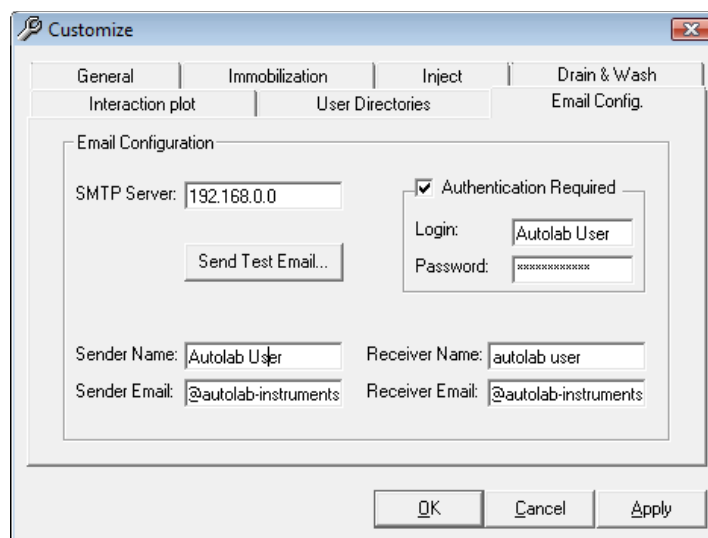 Customize
General Immobilization Inject Drain & Wash
Interaction plot User Directories Email Config.
Email Configuration
SMTP Server: 192.168.0.0
Authentication Required
Login: Autolab User
Send Test Email...
Password: ************
Sender Name: Autolab User Receiver Name: autolab user
Sender Email: @autolab-instruments Receiver Email: @autolab-instruments
OK Cancel Apply